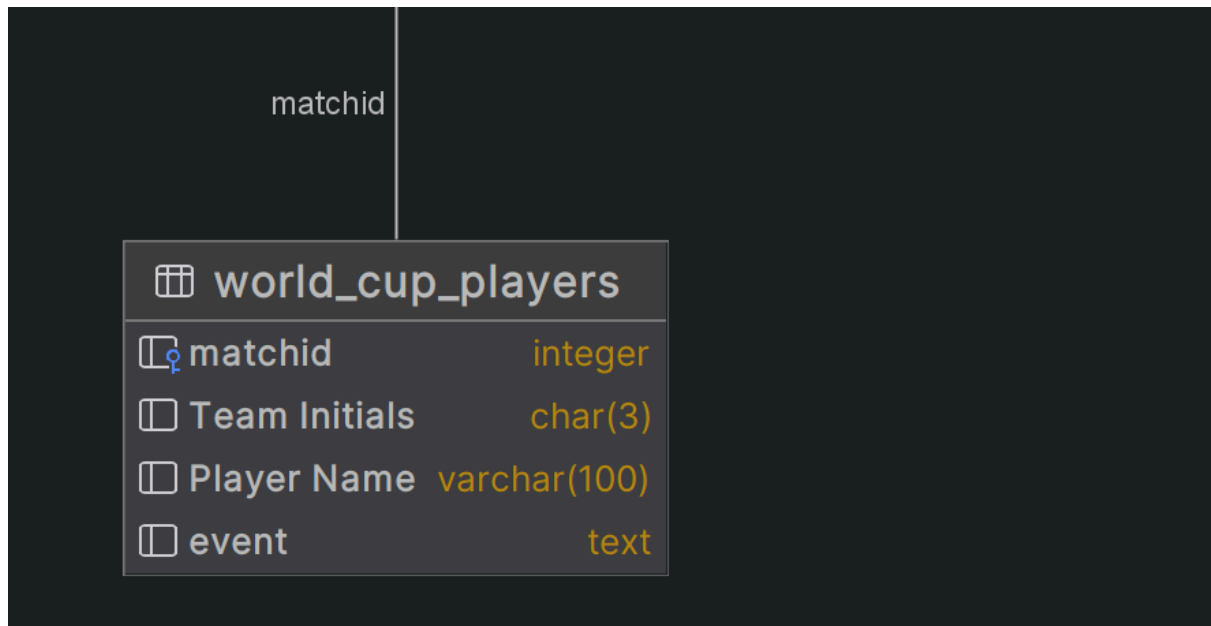 matchid
world_cup_players
matchid integer
Team Initials char(3)
Player Name varchar(100)
event text